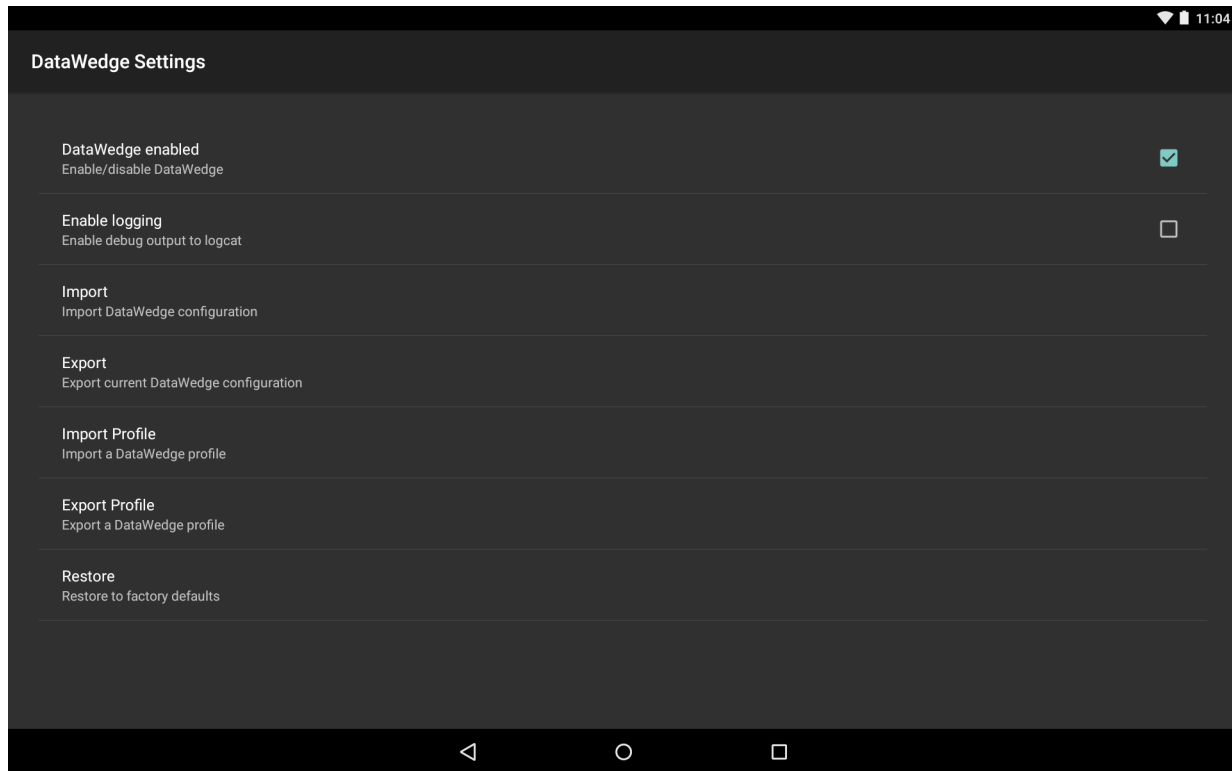 11:04
DataWedge Settings
DataWedge enabled
Enable/disable DataWedge
Enable logging
Enable debug output to logcat
Import
Import DataWedge configuration
Export
Export current DataWedge configuration
Import Profile
Import a DataWedge profile
Export Profile
Export a DataWedge profile
Restore
Restore to factory defaults